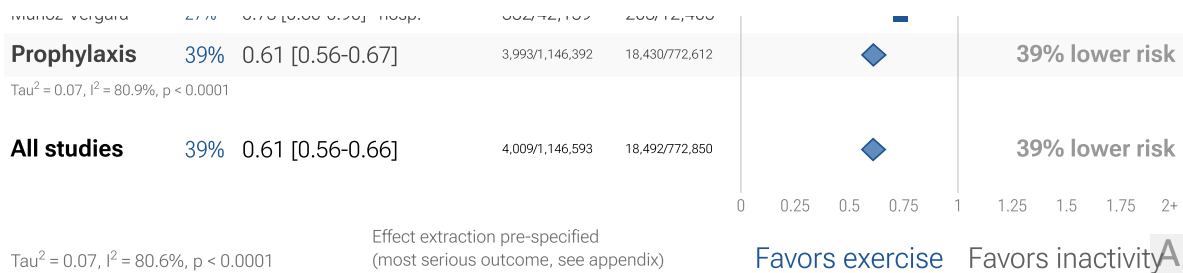 Prophylaxis 39% 0.61 [0.56-0.67] 3,993/1,146,392 18,430/772,612 39% lower risk
Tau² = 0.07, I² = 80.9%, p < 0.0001
All studies 39% 0.61 [0.56-0.66] 4,009/1,146,593 18,492/772,850 39% lower risk
0 0.25 0.5 0.75 1 1.25 1.5 1.75 2+
Effect extraction pre-specified
Tau² = 0.07, I² = 80.6%, p < 0.0001 (most serious outcome, see appendix) Favors exercise Favors inactivity A